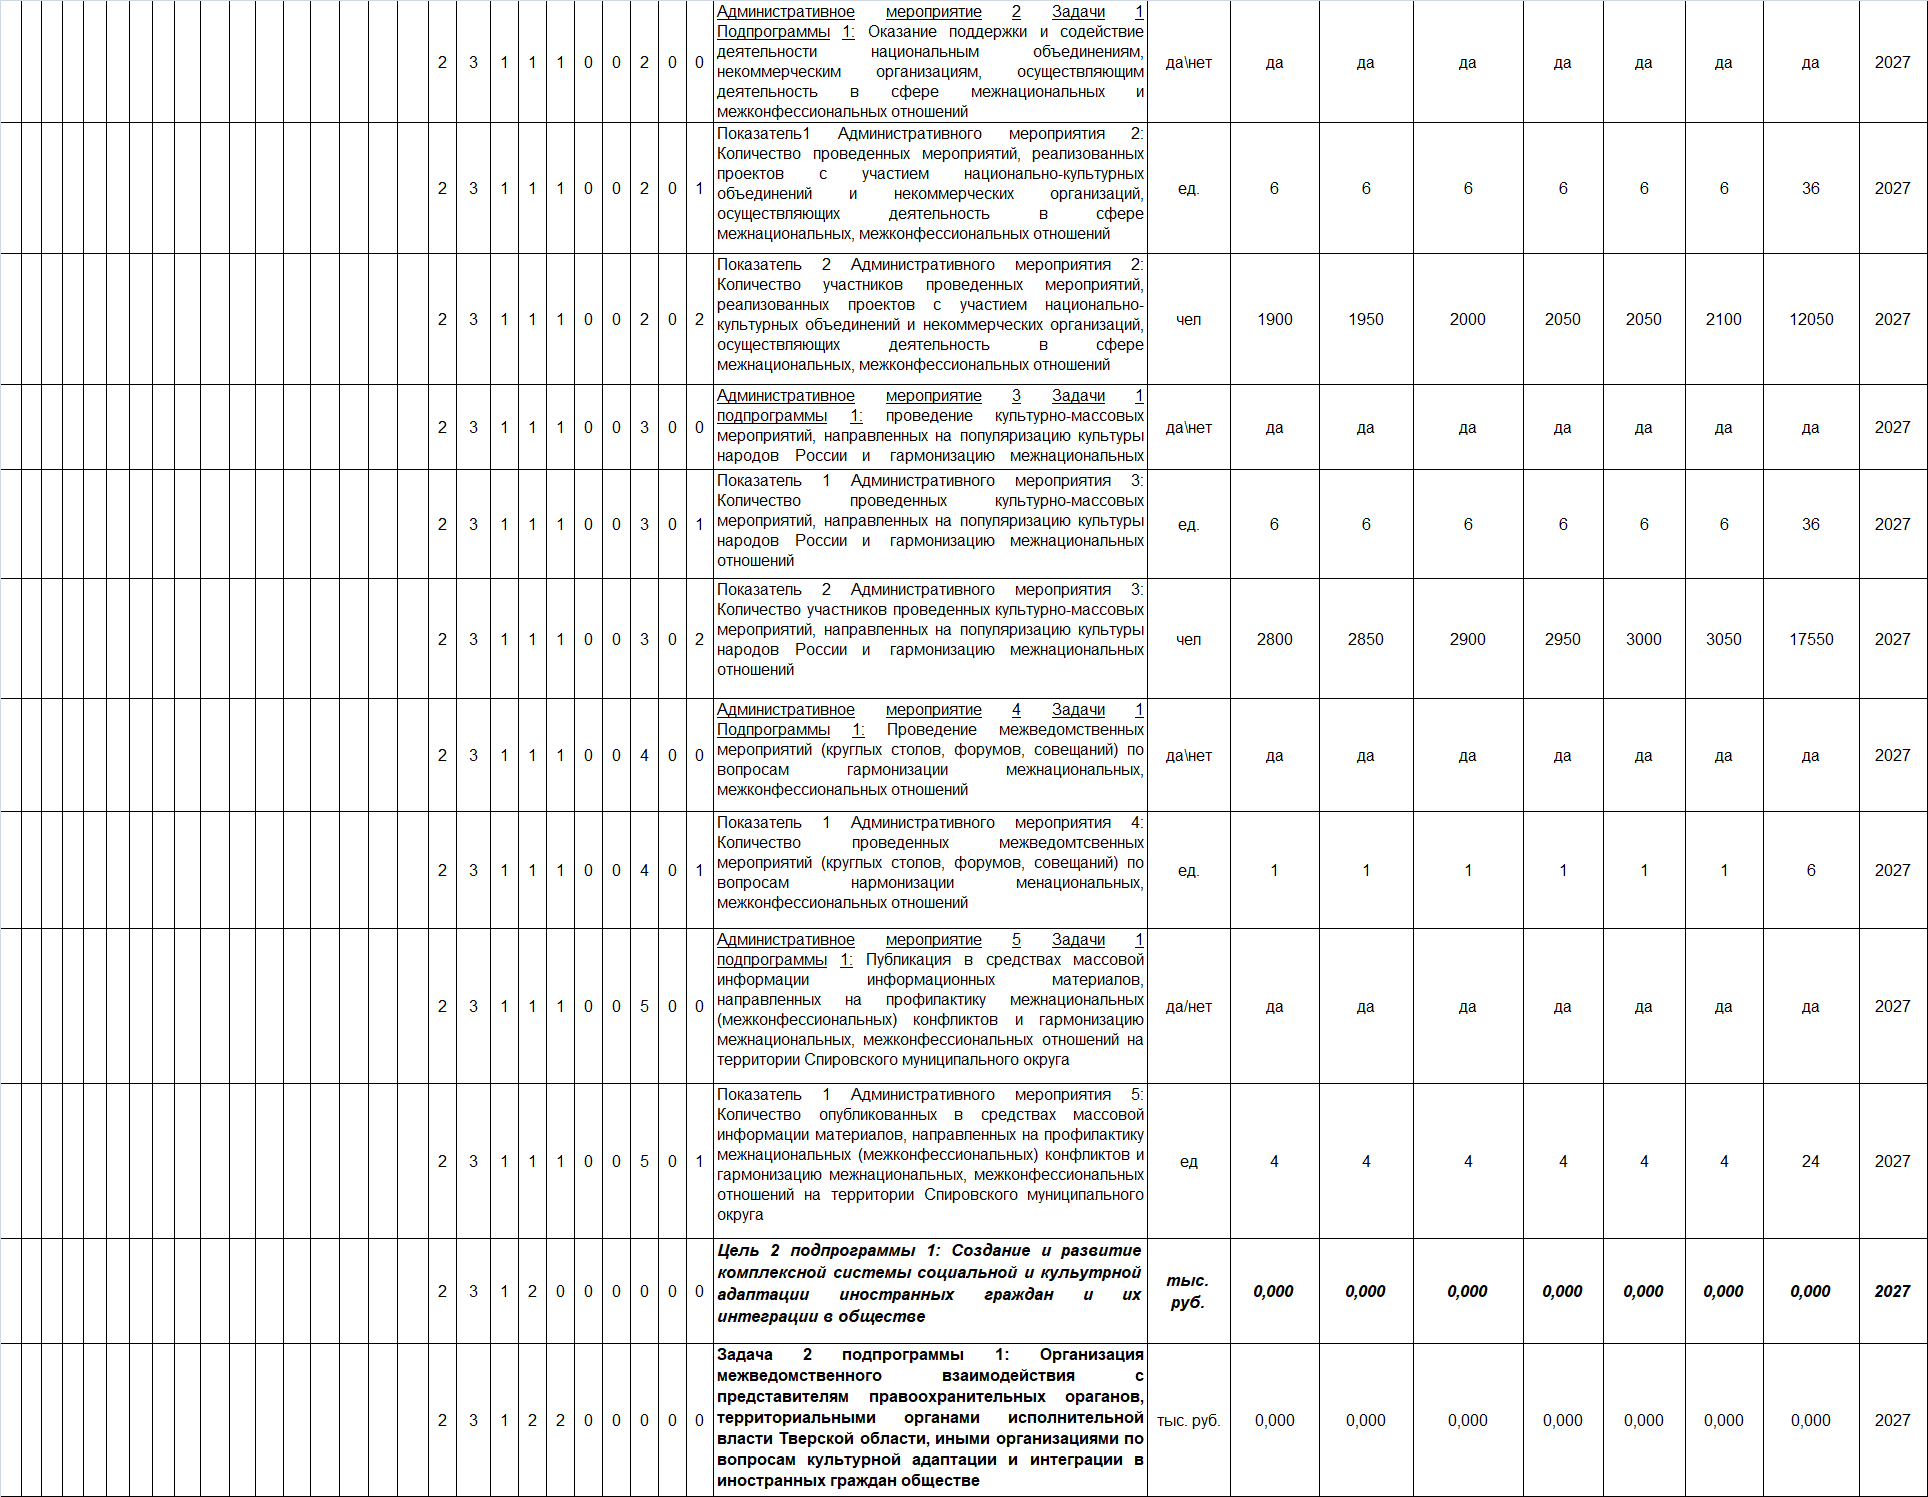 Административное мероприятие 2 Задачи 1
Подпрограммы 1: Оказание поддержки и содействие
деятельности национальным объединениям,
некоммерческим организациям, осуществляющим
деятельность в сфере межнациональных и
межконфессиональных отношений
2 3 1 1 1 0 0 2 0 0 да\нет да да да да да да да 2027
Показатель1 Административного мероприятия 2:
Количество проведенных мероприятий, реализованных
проектов с участием национально-культурных
объединений и некоммерческих организаций,
осуществляющих деятельность в сфере
межнациональных, межконфессиональных отношений
2 3 1 1 1 0 0 2 0 1 ед. 6 6 6 6 6 6 36 2027
Показатель 2 Административного мероприятия 2:
Количество участников проведенных мероприятий,
реализованных проектов с участием национально-
культурных объединений и некоммерческих организаций,
осуществляющих деятельность в сфере
межнациональных, межконфессиональных отношений
2 3 1 1 1 0 0 2 0 2 чел 1900 1950 2000 2050 2050 2100 12050 2027
Административное мероприятие 3 Задачи 1
подпрограммы 1: проведение культурно-массовых
мероприятий, направленных на популяризацию культуры
народов России и гармонизацию межнациональных
2 3 1 1 1 0 0 3 0 0 да\нет да да да да да да да 2027
Показатель 1 Административного мероприятия 3:
Количество проведенных культурно-массовых
мероприятий, направленных на популяризацию культуры
народов России и гармонизацию межнациональных
отношений
2 3 1 1 1 0 0 3 0 1 ед. 6 6 6 6 6 6 36 2027
Показатель 2 Административного мероприятия 3:
Количество участников проведенных культурно-массовых
мероприятий, направленных на популяризацию культуры
народов России и гармонизацию межнациональных
отношений
2 3 1 1 1 0 0 3 0 2 чел 2800 2850 2900 2950 3000 3050 17550 2027
Административное мероприятие 4 Задачи 1
Подпрограммы 1: Проведение межведомственных
мероприятий (круглых столов, форумов, совещаний) по
вопросам гармонизации межнациональных,
межконфессиональных отношений
2 3 1 1 1 0 0 4 0 0 да\нет да да да да да да да 2027
Показатель 1 Административного мероприятия 4:
Количество проведенных межведомтсвенных
мероприятий (круглых столов, форумов, совещаний) по
вопросам нармонизации менациональных,
межконфессиональных отношений
2 3 1 1 1 0 0 4 0 1 ед. 1 1 1 1 1 1 6 2027
Административное мероприятие 5 Задачи 1
подпрограммы 1: Публикация в средствах массовой
информации информационных материалов,
направленных на профилактику межнациональных
(межконфессиональных) конфликтов и гармонизацию
межнациональных, межконфессиональных отношений на
территории Спировского муниципального округа
2 3 1 1 1 0 0 5 0 0 да/нет да да да да да да да 2027
Показатель 1 Административного мероприятия 5:
Количество опубликованных в средствах массовой
информации материалов, направленных на профилактику
межнациональных (межконфессиональных) конфликтов и
гармонизацию межнациональных, межконфессиональных
отношений на территории Спировского муниципального
округа
2 3 1 1 1 0 0 5 0 1 ед 4 4 4 4 4 4 24 2027
Цель 2 подпрограммы 1: Создание и развитие
комплексной системы социальной и кульутрной
адаптации иностранных граждан и их
интеграции в обществе
2 3 1 2 0 0 0 0 0 0 тыс. руб. 0,000 0,000 0,000 0,000 0,000 0,000 0,000 2027
Задача 2 подпрограммы 1: Организация
межведомственного взаимодействия с
представителям правоохранительных ораганов,
территориальными органами исполнительной
власти Тверской области, иными организациями по
вопросам культурной адаптации и интеграции в
иностранных граждан обществе
2 3 1 2 2 0 0 0 0 0 тыс. руб. 0,000 0,000 0,000 0,000 0,000 0,000 0,000 2027